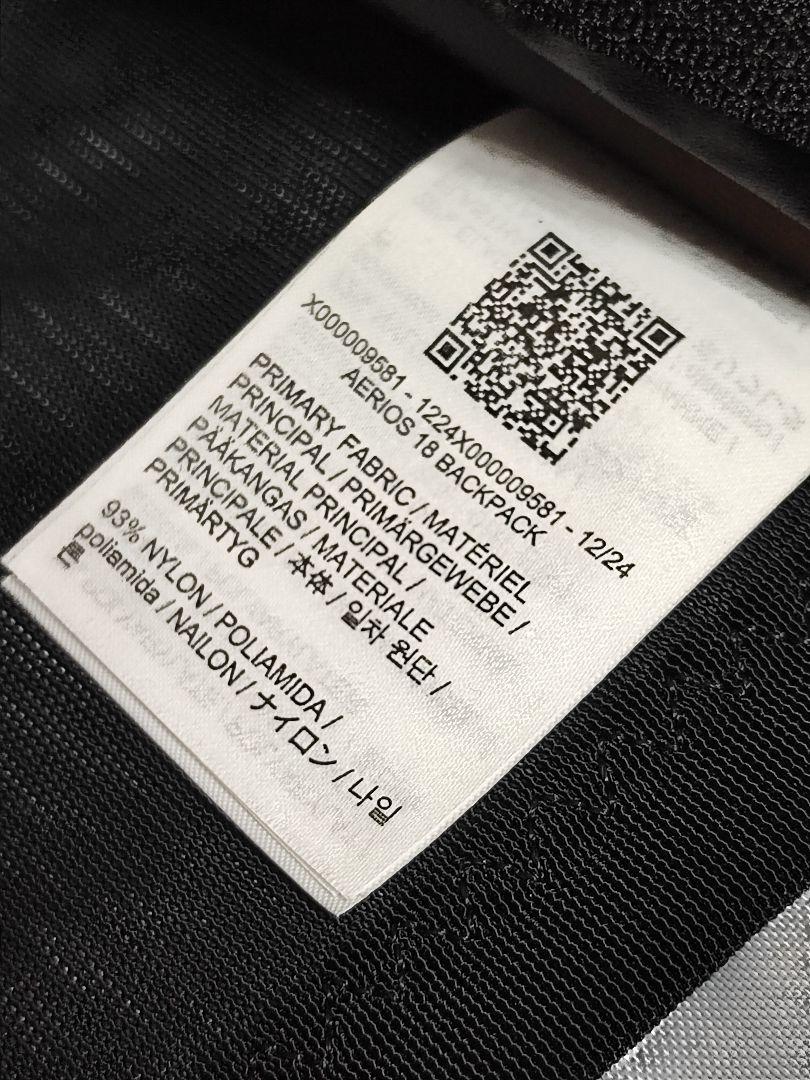 X000009581 - 1224X000009581 - 12/24
AERIOS 18 BACKPACK
PRIMARY FABRIC / MATÉRIEL
PRINCIPAL / PRIMÄRGEWEBE /
MATERIAL PRINCIPAL /
PÄÄKANGAS / MATERIALE
PRINCIPALE / 本体 / 일차 원단 /
PRIMÄRTYG
93% NYLON / POLIAMIDA /
poliamida / NAILON / ナイロン / 나일
론